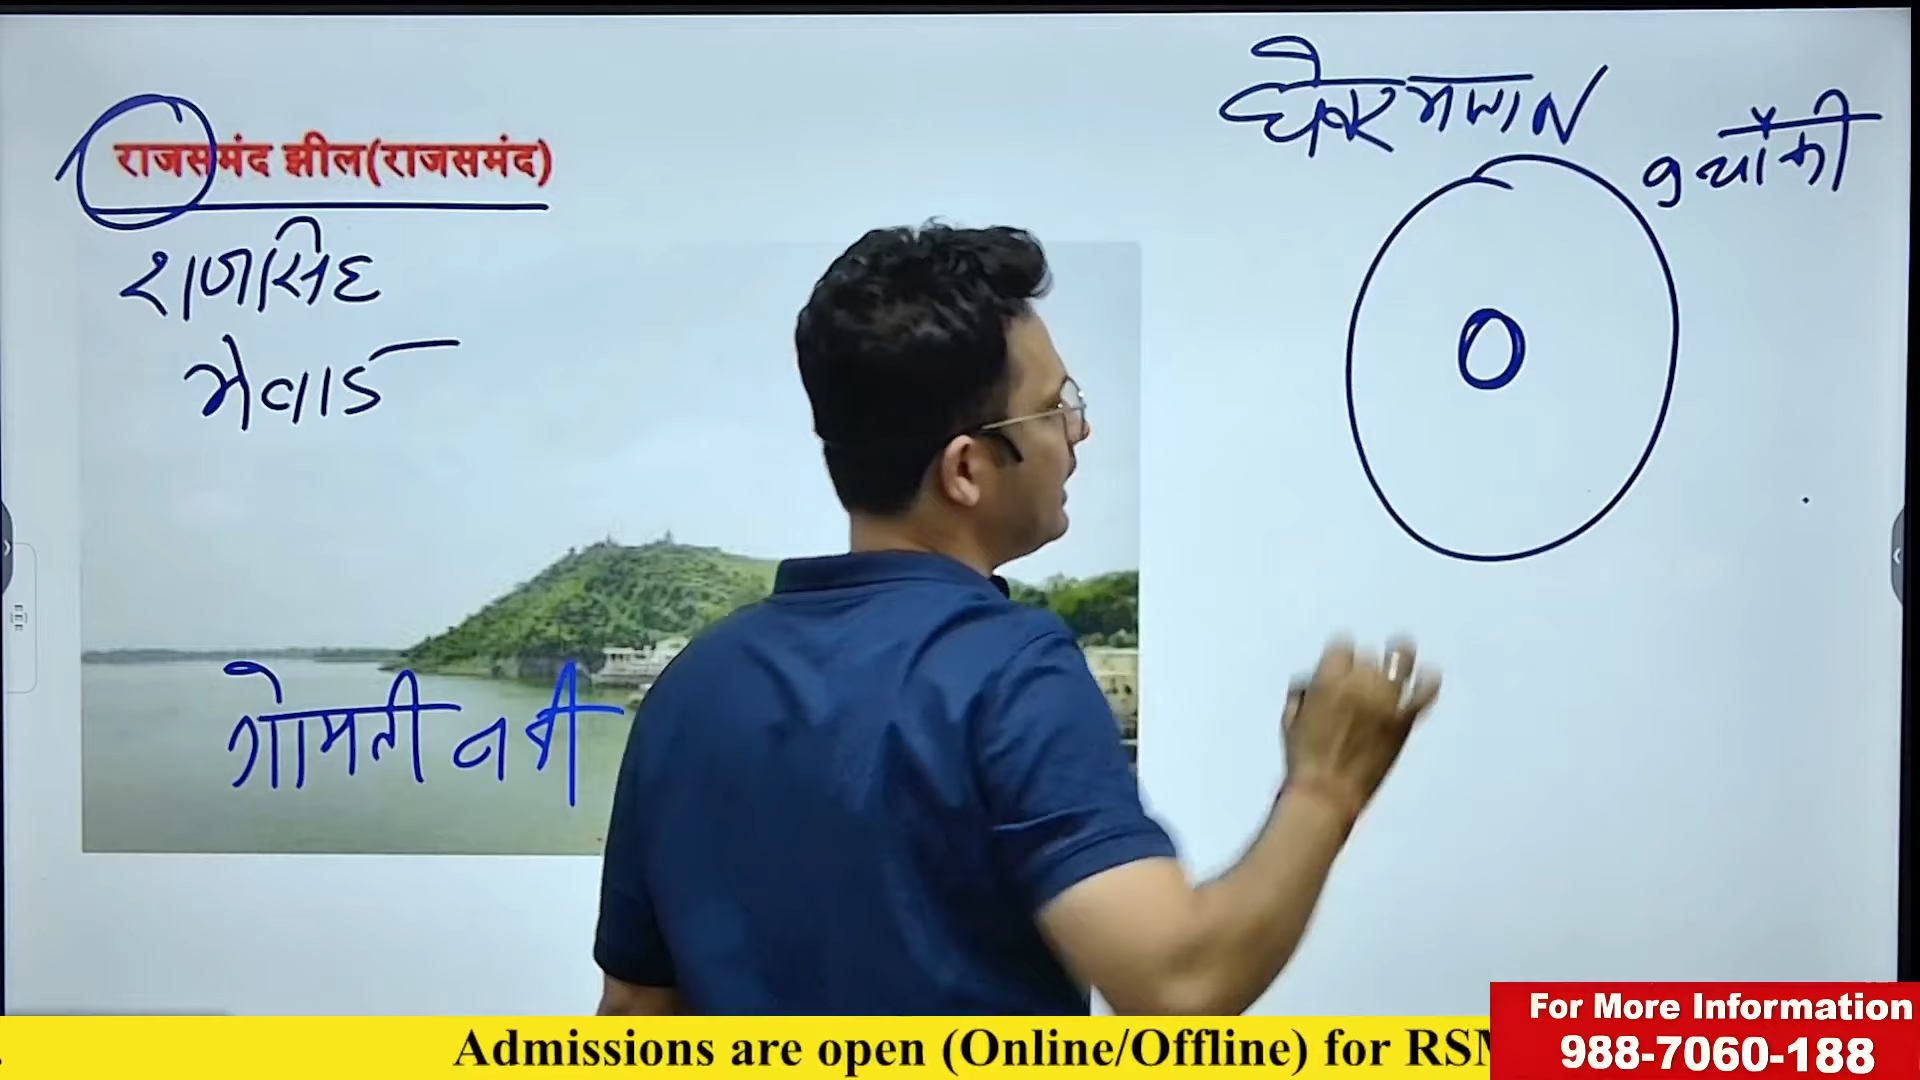 राजसमंद झील(राजसमंद)
राजसिंह
मेवाड
गोमती नदी
घेवर माता
9 चौंकी
Admissions are open (Online/Offline) for RSM
For More Information
988-7060-188